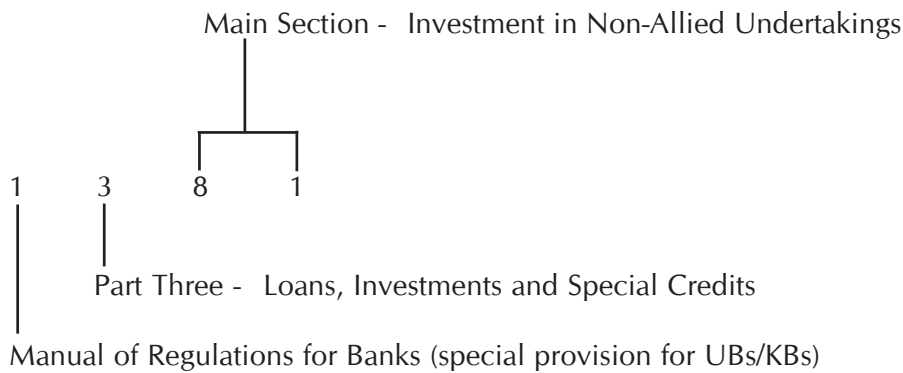 Main Section - Investment in Non-Allied Undertakings
1 3 8 1
Part Three - Loans, Investments and Special Credits
Manual of Regulations for Banks (special provision for UBs/KBs)